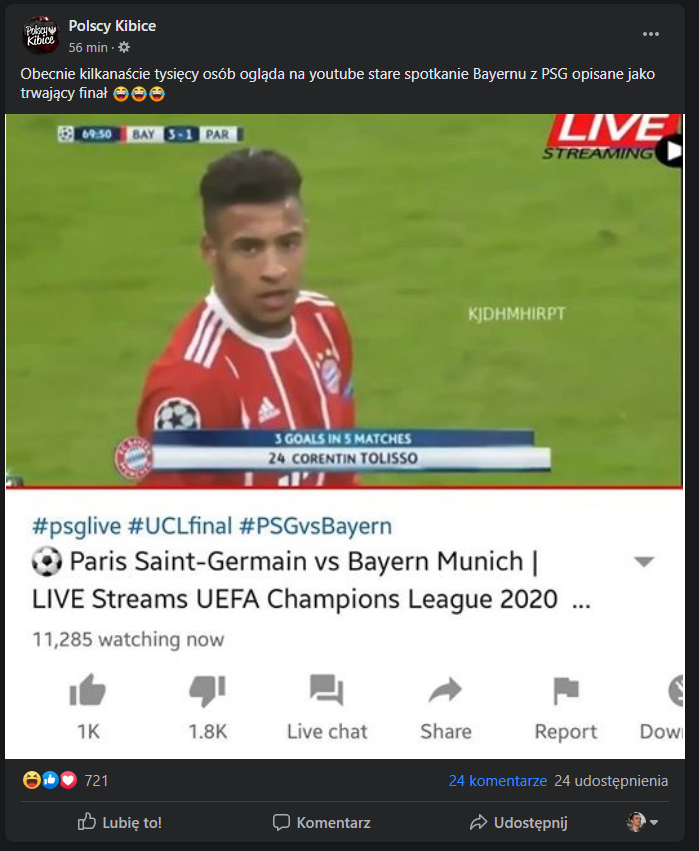 Polscy Kibice
Polscy Kibice
56 min ·
Obecnie kilkanaście tysięcy osób ogląda na youtube stare spotkanie Bayernu z PSG opisane jako
trwający finał
69:50 BAY 3-1 PAR
LIVE
STREAMING
KJDHMHIRPT
3 GOALS IN 5 MATCHES
24 CORENTIN TOLISSO
#psglive #UCLfinal #PSGvsBayern
Paris Saint-Germain vs Bayern Munich |
LIVE Streams UEFA Champions League 2020 ...
11,285 watching now
1K 1.8K Live chat Share Report Dow
721 24 komentarze 24 udostępnienia
Lubię to! Komentarz Udostępnij